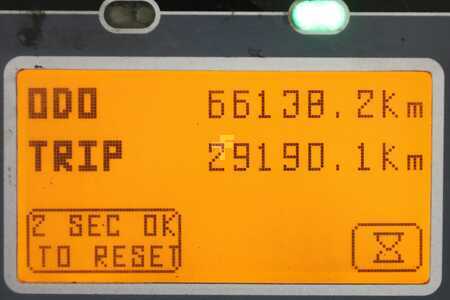 ODO 66138.2Km
TRIP 29190.1Km
2 SEC OK
TO RESET